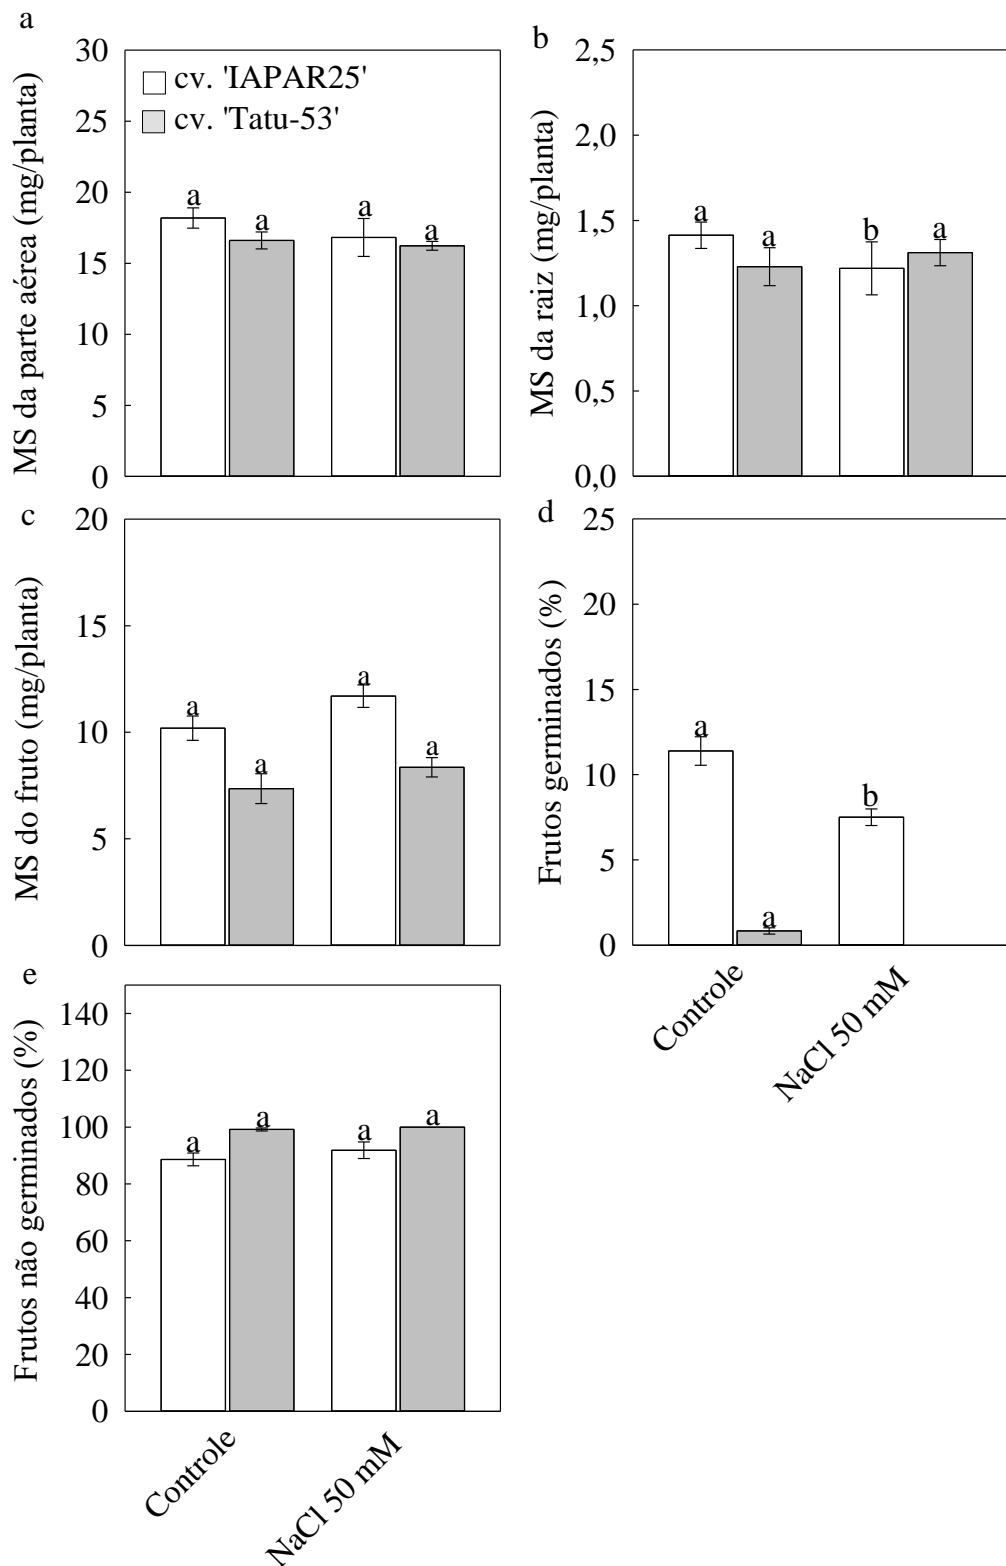 a
MS da parte aérea (mg/planta)
30
25
20
15
10
5
0
cv. 'IAPAR25'
cv. 'Tatu-53'
a
a
a
a
b
MS da raiz (mg/planta)
2,5
2,0
1,5
1,0
0,5
0,0
a
a
b
a
c
MS do fruto (mg/planta)
20
15
10
5
0
a
a
a
a
d
Frutos germinados (%)
25
20
15
10
5
0
a
a
b
Controle
NaCl 50 mM
e
Frutos não germinados (%)
140
120
100
80
60
40
20
0
a
a
a
a
Controle
NaCl 50 mM